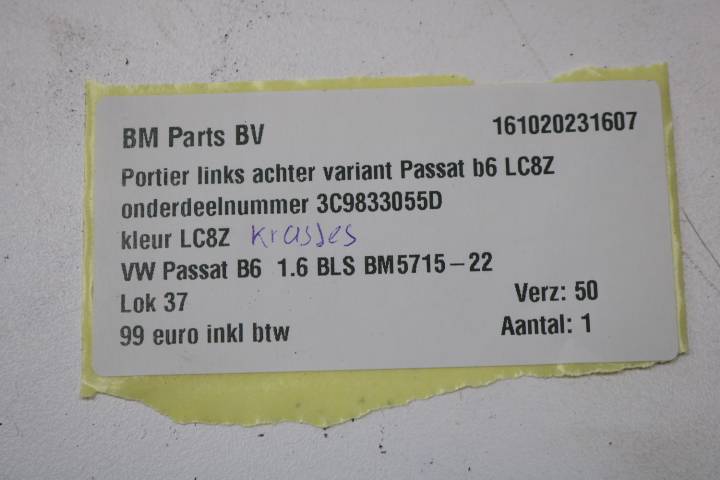 BM Parts BV 161020231607
Portier links achter variant Passat b6 LC8Z
onderdeelnummer 3C9833055D
kleur LC8Z krasjes
VW Passat B6 1.6 BLS BM5715-22
Lok 37 Verz: 50
99 euro inkl btw Aantal: 1